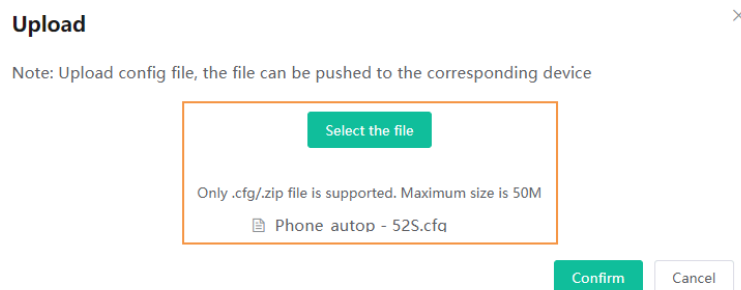 Upload
Note: Upload config file, the file can be pushed to the corresponding device
Select the file
Only .cfg/.zip file is supported. Maximum size is 50M
Phone autop - 52S.cfg
Confirm
Cancel